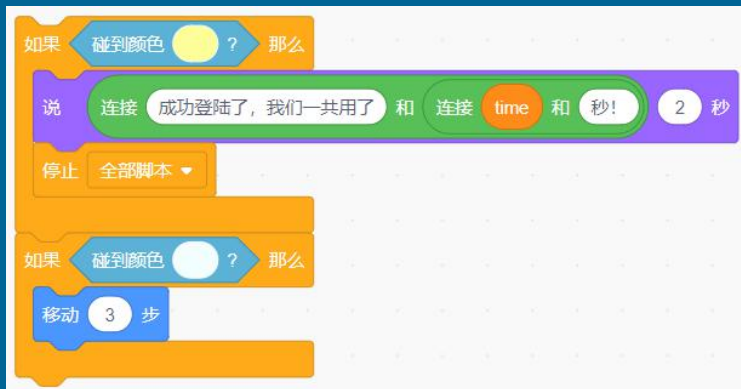 如果 碰到颜色 ? 那么
说 连接 成功登陆了，我们一共用了 和 连接 time 和 秒! 2 秒
停止 全部脚本
如果 碰到颜色 ? 那么
移动 3 步